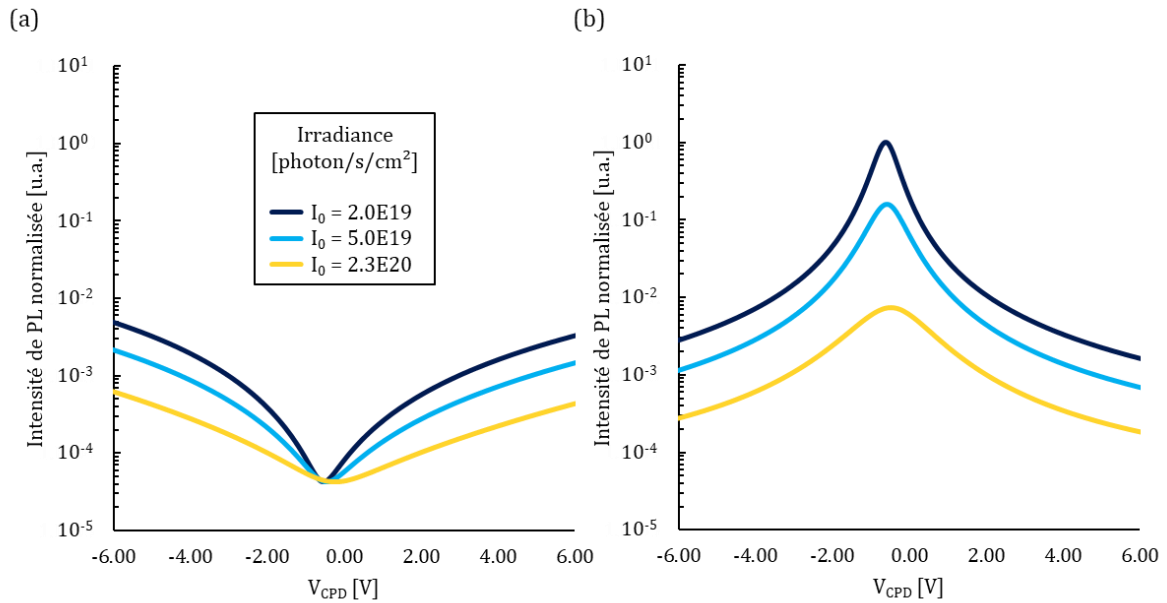 (a)
Intensité de PL normalisée [u.a.]
10¹
10⁰
10⁻¹
10⁻²
10⁻³
10⁻⁴
10⁻⁵
Irradiance
[photon/s/cm²]
I₀ = 2.0E19
I₀ = 5.0E19
I₀ = 2.3E20
-6.00 -4.00 -2.00 0.00 2.00 4.00 6.00
V_CPD [V]
(b)
Intensité de PL normalisée [u.a.]
10¹
10⁰
10⁻¹
10⁻²
10⁻³
10⁻⁴
10⁻⁵
-6.00 -4.00 -2.00 0.00 2.00 4.00 6.00
V_CPD [V]